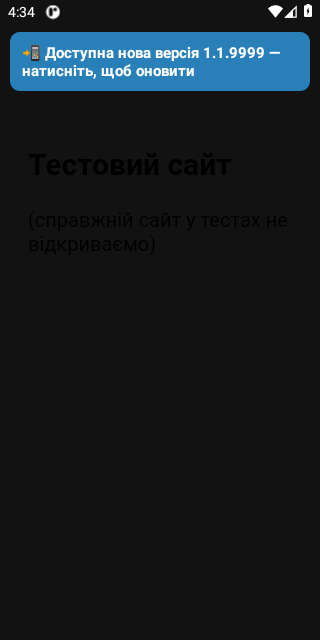 4:34
📲 Доступна нова версія 1.1.9999 —
натисніть, щоб оновити
Тестовий сайт
(справжній сайт у тестах не
відкриваємо)